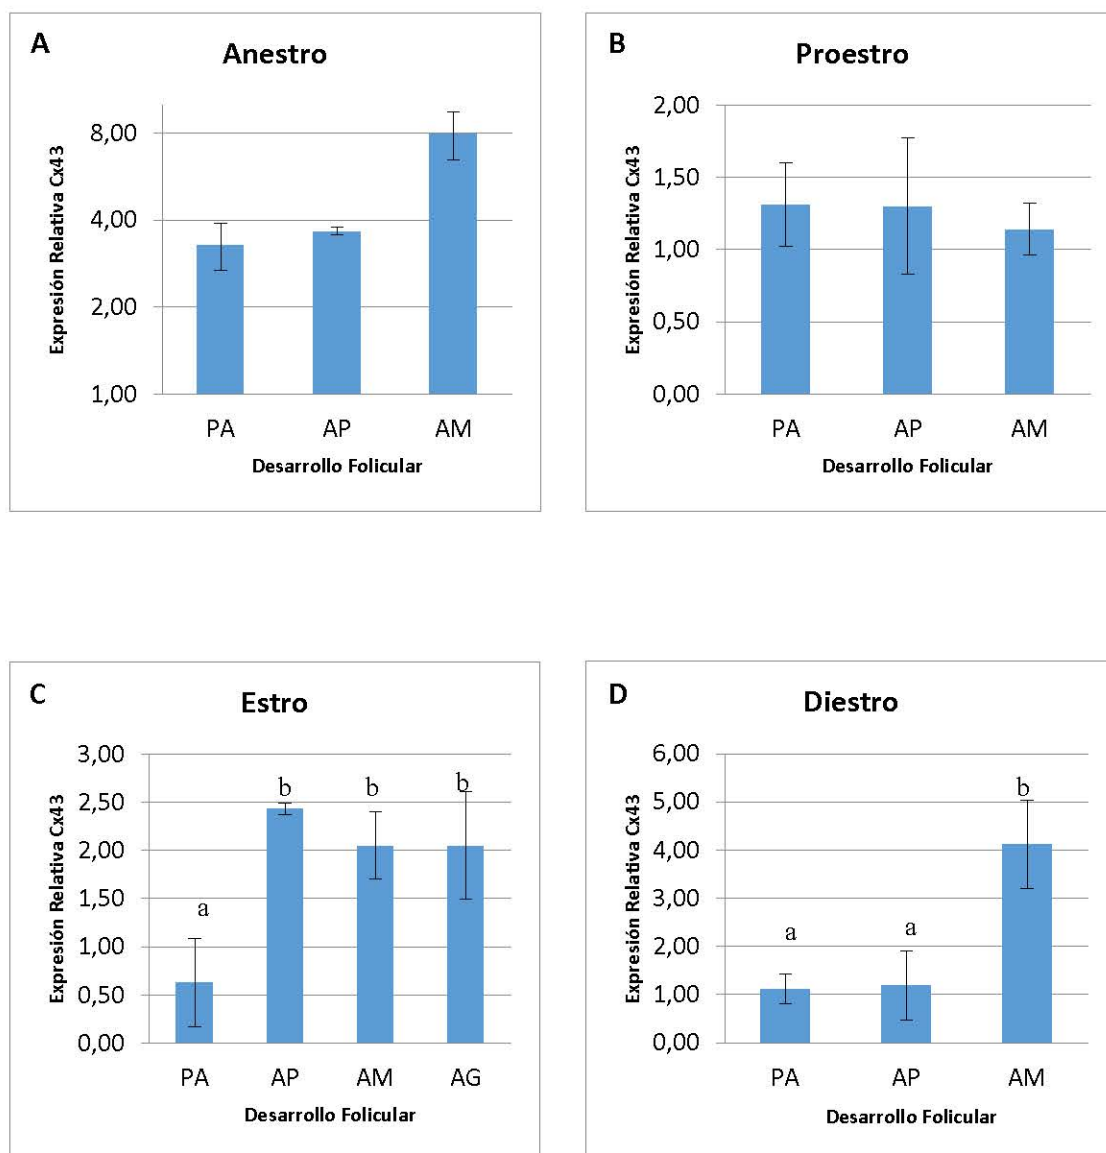 A
Anestro
Expresión Relativa Cx43
8,00
4,00
2,00
1,00
PA AP AM
Desarrollo Folicular
B
Proestro
Expresión Relativa Cx43
2,00
1,50
1,00
0,50
0,00
PA AP AM
Desarrollo Folicular
C
Estro
Expresión Relativa Cx43
3,00
2,50
2,00
1,50
1,00
0,50
0,00
a b b b
PA AP AM AG
Desarrollo Folicular
D
Diestro
Expresión Relativa Cx43
6,00
5,00
4,00
3,00
2,00
1,00
0,00
a a b
PA AP AM
Desarrollo Folicular